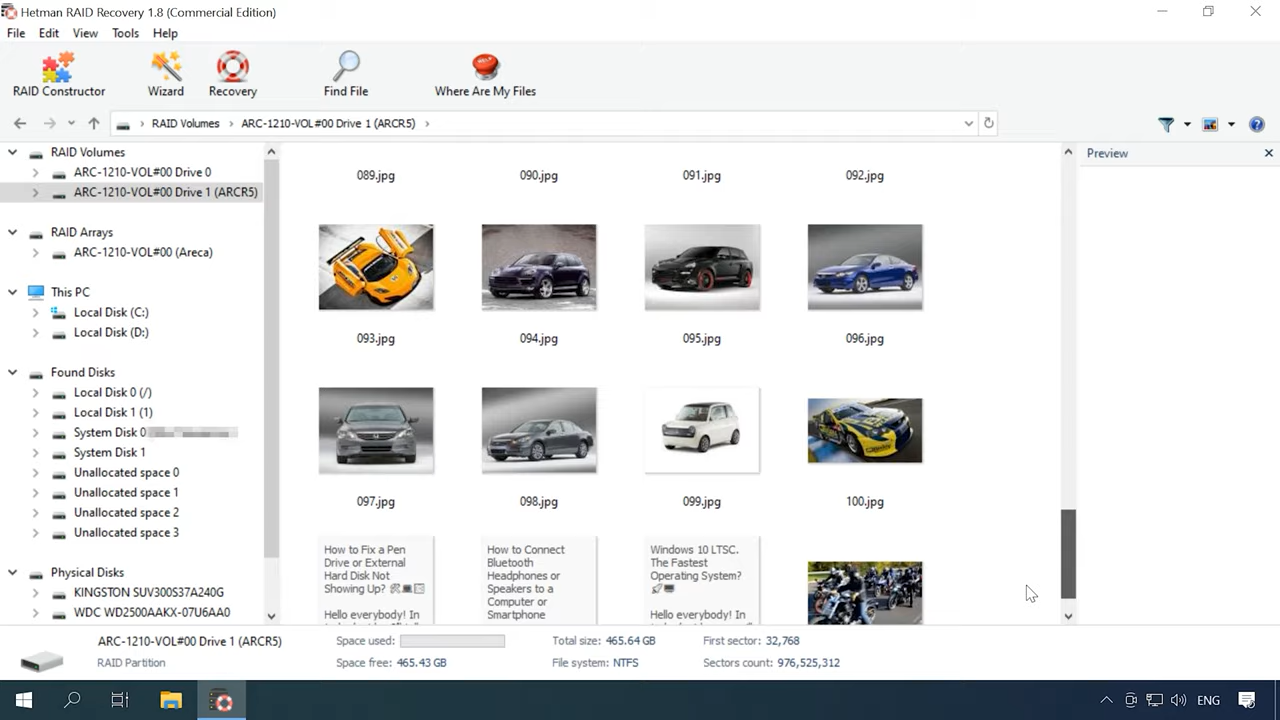 Hetman RAID Recovery 1.8 (Commercial Edition)
File Edit View Tools Help
RAID Constructor Wizard Recovery Find File Where Are My Files
RAID Volumes ARC-1210-VOL#00 Drive 1 (ARCR5)
RAID Volumes
ARC-1210-VOL#00 Drive 0
ARC-1210-VOL#00 Drive 1 (ARCR5)
RAID Arrays
ARC-1210-VOL#00 (Areca)
This PC
Local Disk (C:)
Local Disk (D:)
Found Disks
Local Disk 0 (/)
Local Disk 1 (1)
System Disk 0
System Disk 1
Unallocated space 0
Unallocated space 1
Unallocated space 2
Unallocated space 3
Physical Disks
KINGSTON SUV300S37A240G
WDC WD2500AAKX-07U6AA0
089.jpg 090.jpg 091.jpg 092.jpg
093.jpg 094.jpg 095.jpg 096.jpg
097.jpg 098.jpg 099.jpg 100.jpg
How to Fix a Pen
Drive or External
Hard Disk Not
Showing Up?
Hello everybody! In
How to Connect
Bluetooth
Headphones or
Speakers to a
Computer or
Smartphone
Windows 10 LTSC.
The Fastest
Operating System?
Hello everybody! In
Preview
ARC-1210-VOL#00 Drive 1 (ARCR5)
RAID Partition
Space used:
Space free: 465.43 GB
Total size: 465.64 GB
File system: NTFS
First sector: 32,768
Sectors count: 976,525,312
ENG